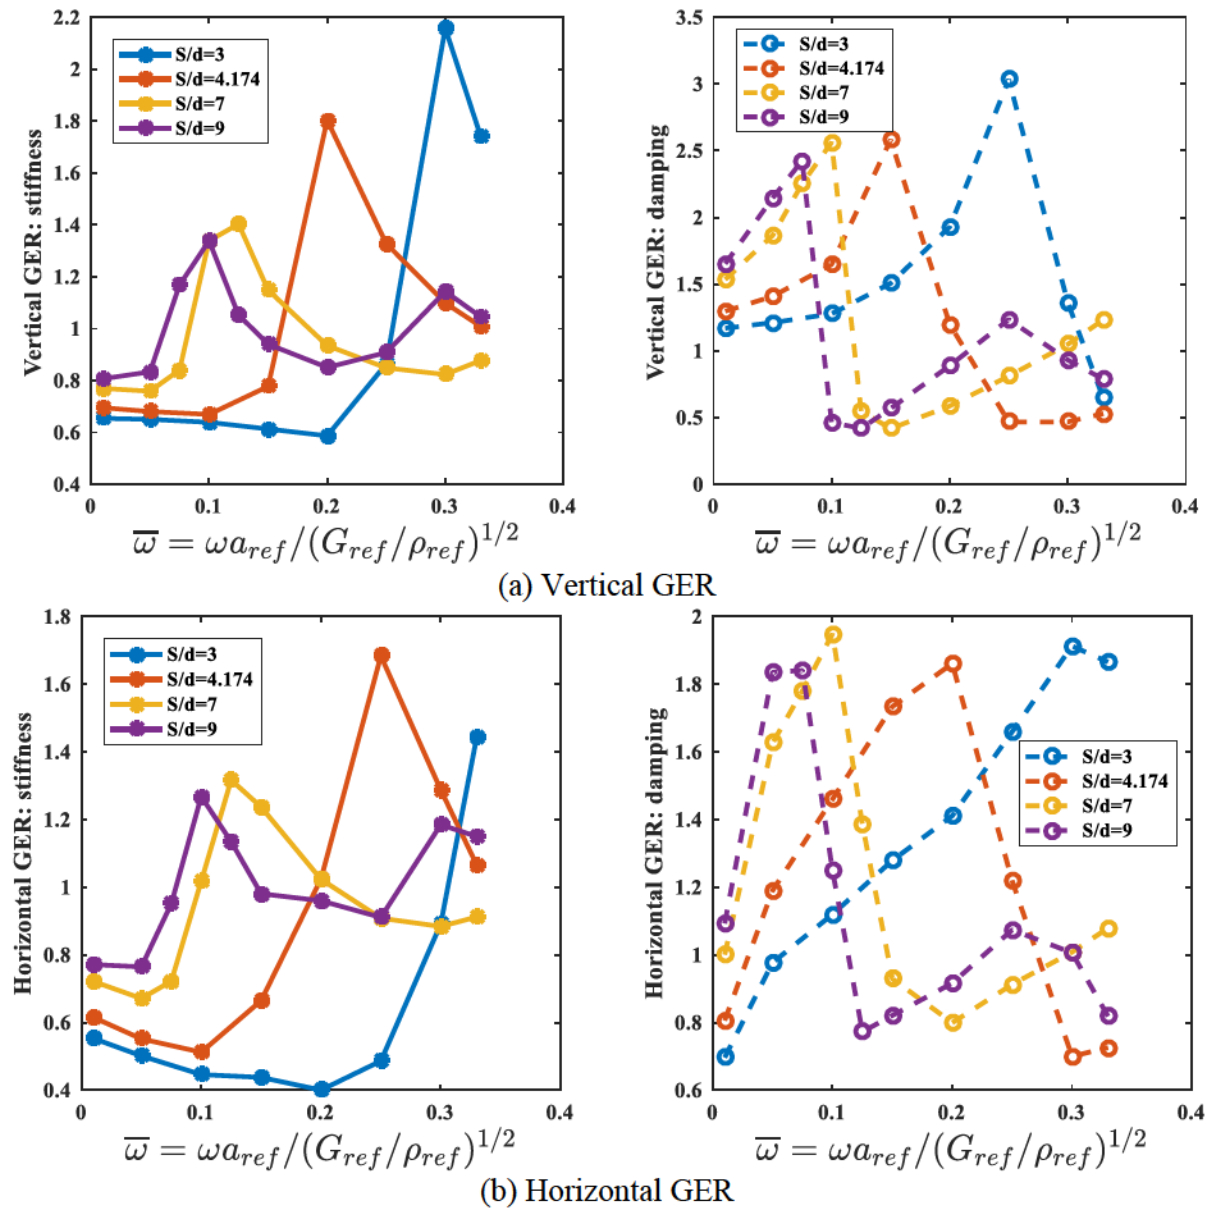 2.2
2
1.8
1.6
1.4
1.2
1
0.8
0.6
0.4
Vertical GER: stiffness
S/d=3
S/d=4.174
S/d=7
S/d=9
0 0.1 0.2 0.3 0.4
ω̅ = ωa_ref/(G_ref/ρ_ref)^1/2
3.5
3
2.5
2
1.5
1
0.5
0
Vertical GER: damping
S/d=3
S/d=4.174
S/d=7
S/d=9
0 0.1 0.2 0.3 0.4
ω̅ = ωa_ref/(G_ref/ρ_ref)^1/2
(a) Vertical GER
1.8
1.6
1.4
1.2
1
0.8
0.6
0.4
Horizontal GER: stiffness
S/d=3
S/d=4.174
S/d=7
S/d=9
0 0.1 0.2 0.3 0.4
ω̅ = ωa_ref/(G_ref/ρ_ref)^1/2
2
1.8
1.6
1.4
1.2
1
0.8
0.6
Horizontal GER: damping
S/d=3
S/d=4.174
S/d=7
S/d=9
0 0.1 0.2 0.3 0.4
ω̅ = ωa_ref/(G_ref/ρ_ref)^1/2
(b) Horizontal GER